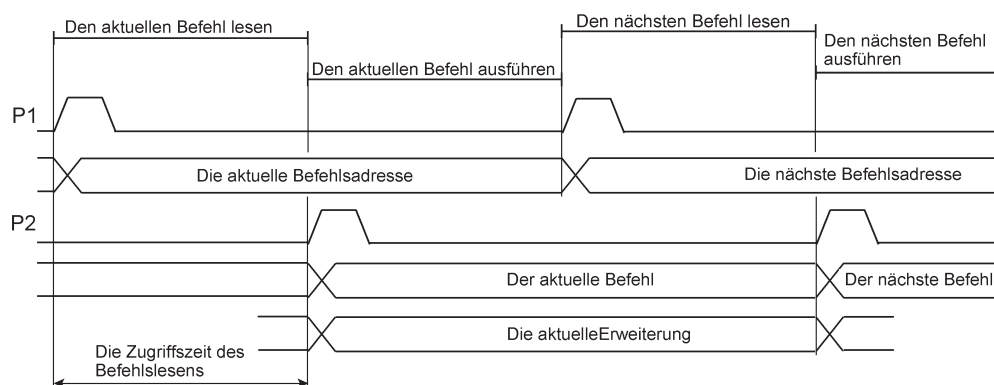 Den aktuellen Befehl lesen
Den nächsten Befehl lesen
Den aktuellen Befehl ausführen
Den nächsten Befehl
ausführen
P1
Die aktuelle Befehlsadresse
Die nächste Befehlsadresse
P2
Der aktuelle Befehl
Der nächste Befehl
Die aktuelleErweiterung
Die Zugriffszeit des
Befehlslesens